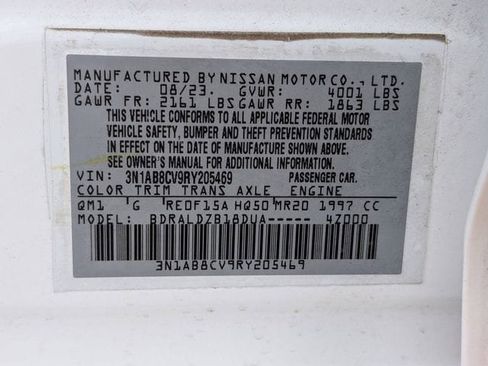 MANUFACTURED BY NISSAN MOTOR CO., LTD.
DATE: 08/23. GVWR: 4001 LBS
GAWR FR: 2161 LBS GAWR RR: 1863 LBS
THIS VEHICLE CONFORMS TO ALL APPLICABLE FEDERAL MOTOR
VEHICLE SAFETY, BUMPER AND THEFT PREVENTION STANDARDS
IN EFFECT ON THE DATE OF MANUFACTURE SHOWN ABOVE.
SEE OWNER'S MANUAL FOR ADDITIONAL INFORMATION.
VIN: 3N1AB8CV9RY205469 PASSENGER CAR.
COLOR TRIM TRANS AXLE ENGINE
QM1 G RE0F15A HQ50 MR20 1997 CC
MODEL: BDRALDZB18DUA----- 4Z000
3N1AB8CV9RY205469